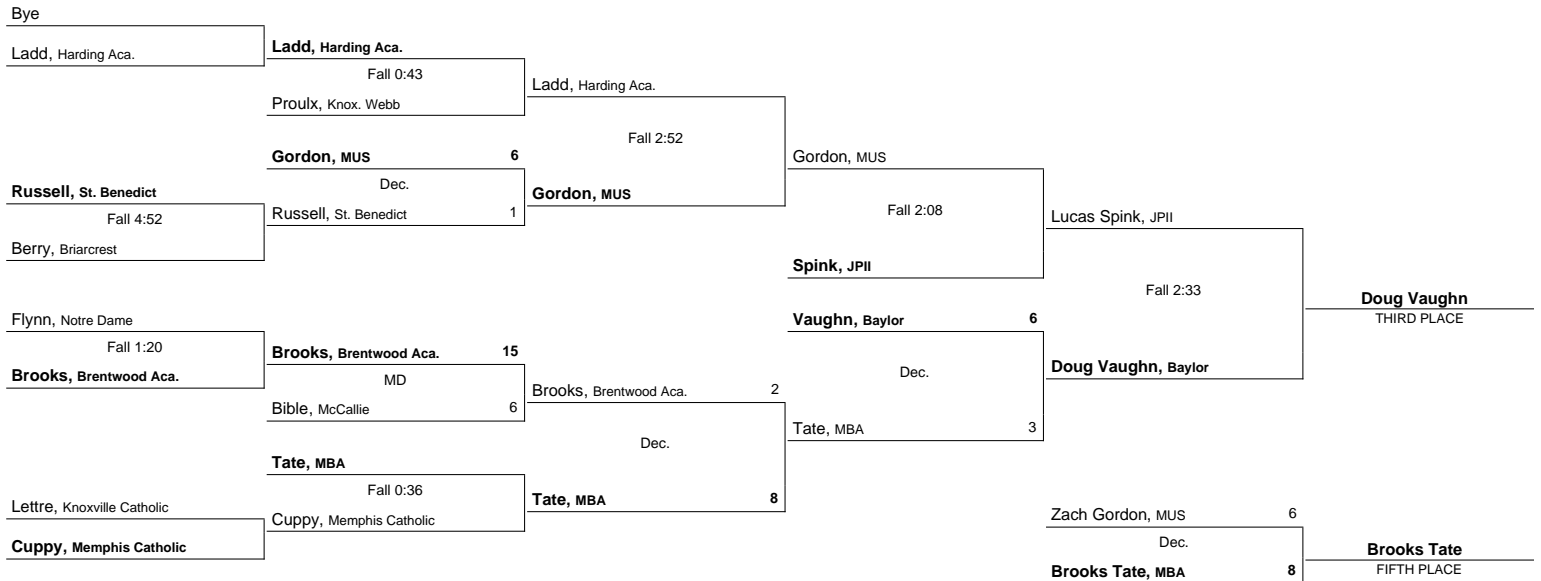 Bye
Ladd, Harding Aca.
Russell, St. Benedict
Fall 4:52
Berry, Briarcrest
Flynn, Notre Dame
Fall 1:20
Brooks, Brentwood Aca.
Lettre, Knoxville Catholic
Cuppy, Memphis Catholic
Ladd, Harding Aca.
Fall 0:43
Proulx, Knox. Webb
Gordon, MUS 6
Dec.
Russell, St. Benedict 1
Brooks, Brentwood Aca. 15
MD
Bible, McCallie 6
Tate, MBA
Fall 0:36
Cuppy, Memphis Catholic
Ladd, Harding Aca.
Fall 2:52
Gordon, MUS
Brooks, Brentwood Aca. 2
Dec.
Tate, MBA 8
Gordon, MUS
Fall 2:08
Spink, JPII
Vaughn, Baylor 6
Dec.
Tate, MBA 3
Lucas Spink, JPII
Fall 2:33
Doug Vaughn, Baylor
Doug Vaughn
THIRD PLACE
Zach Gordon, MUS 6
Dec.
Brooks Tate, MBA 8
Brooks Tate
FIFTH PLACE